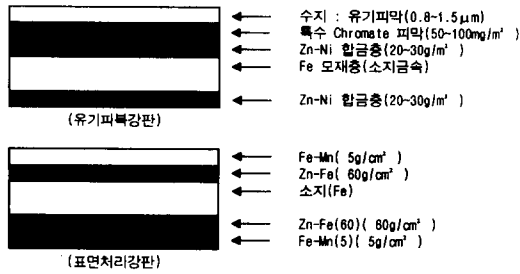 수지 : 유기피막(0.8~1.5μm)
특수 Chromate 피막(50~100mg/m² )
Zn-Ni 합금층(20~30g/m² )
Fe 모재층(소지금속)
Zn-Ni 합금층(20~30g/m² )
(유기피복강판)
Fe-Mn( 5g/cm² )
Zn-Fe( 60g/cm² )
소지(Fe)
Zn-Fe(60)( 60g/cm² )
Fe-Mn(5)( 5g/cm² )
(표면처리강판)